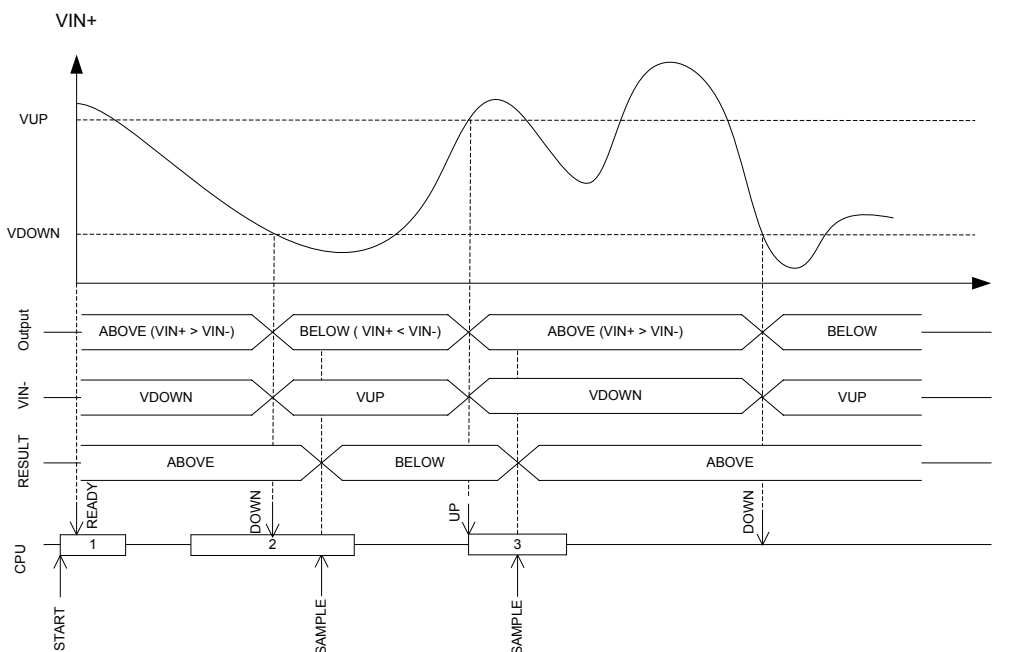 VIN+
VUP
VDOWN
Output
ABOVE (VIN+ > VIN-)
BELOW ( VIN+ < VIN-)
ABOVE (VIN+ > VIN-)
BELOW
VIN-
VDOWN
VUP
VDOWN
VUP
RESULT
ABOVE
BELOW
ABOVE
READY
DOWN
UP
DOWN
CPU
1
2
3
START
SAMPLE
SAMPLE